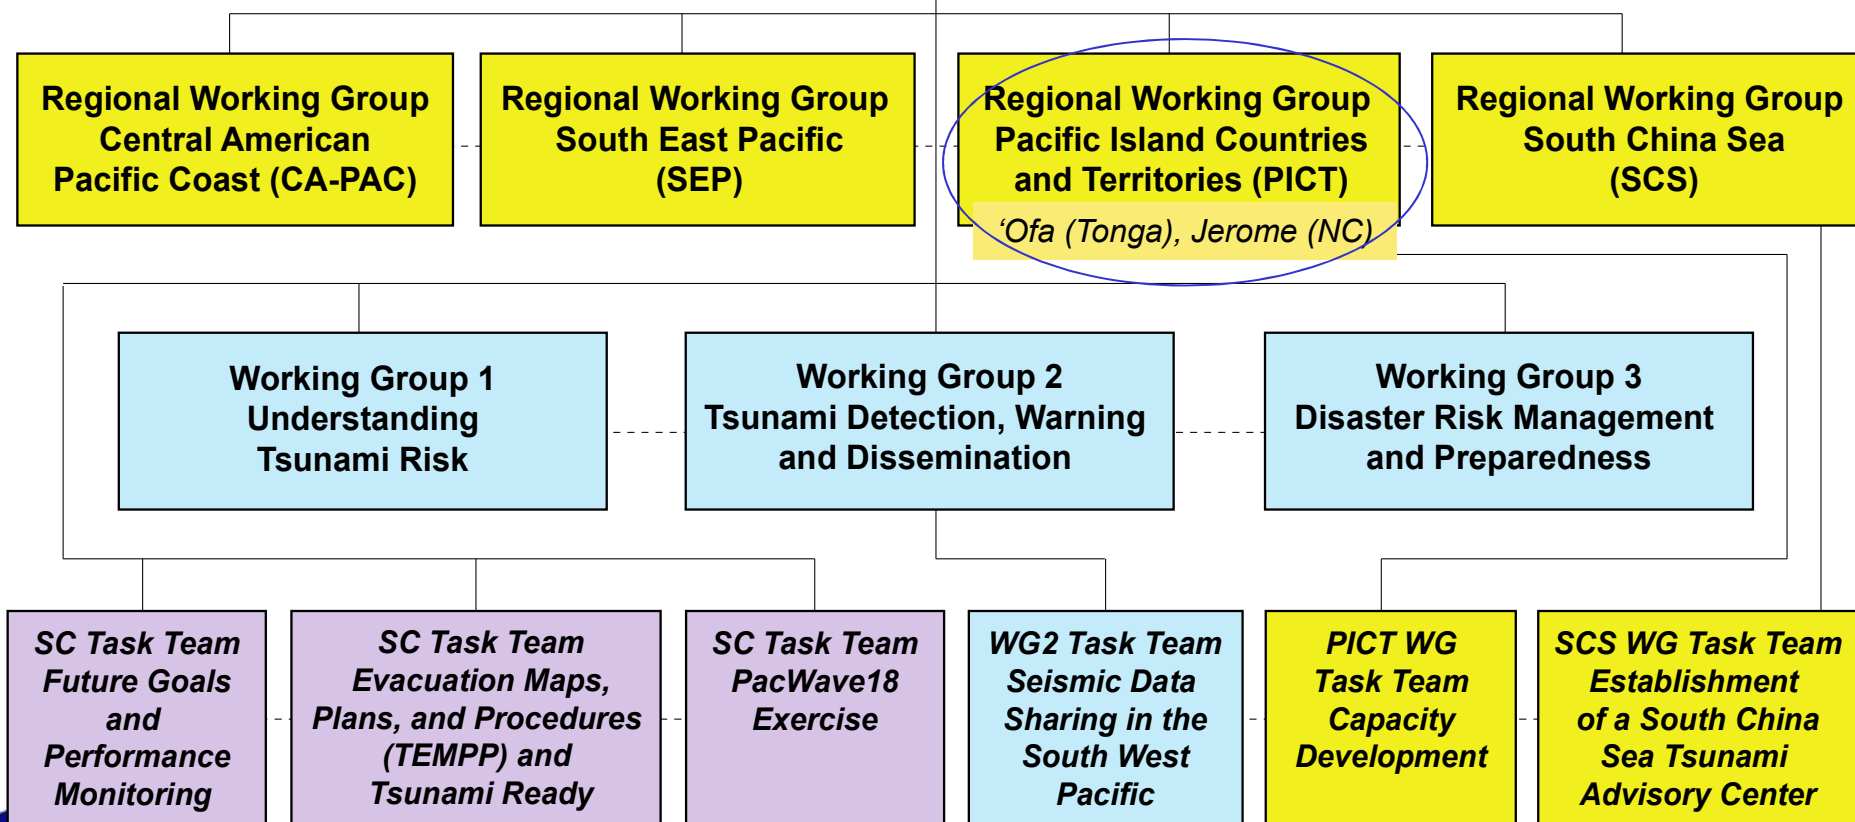 Regional Working Group
Central American
Pacific Coast (CA-PAC)
Regional Working Group
South East Pacific
(SEP)
Regional Working Group
Pacific Island Countries
and Territories (PICT)
‘Ofa (Tonga), Jerome (NC)
Regional Working Group
South China Sea
(SCS)
Working Group 1
Understanding
Tsunami Risk
Working Group 2
Tsunami Detection, Warning
and Dissemination
Working Group 3
Disaster Risk Management
and Preparedness
SC Task Team
Future Goals
and
Performance
Monitoring
SC Task Team
Evacuation Maps,
Plans, and Procedures
(TEMPP) and
Tsunami Ready
SC Task Team
PacWave18
Exercise
WG2 Task Team
Seismic Data
Sharing in the
South West
Pacific
PICT WG
Task Team
Capacity
Development
SCS WG Task Team
Establishment
of a South China
Sea Tsunami
Advisory Center